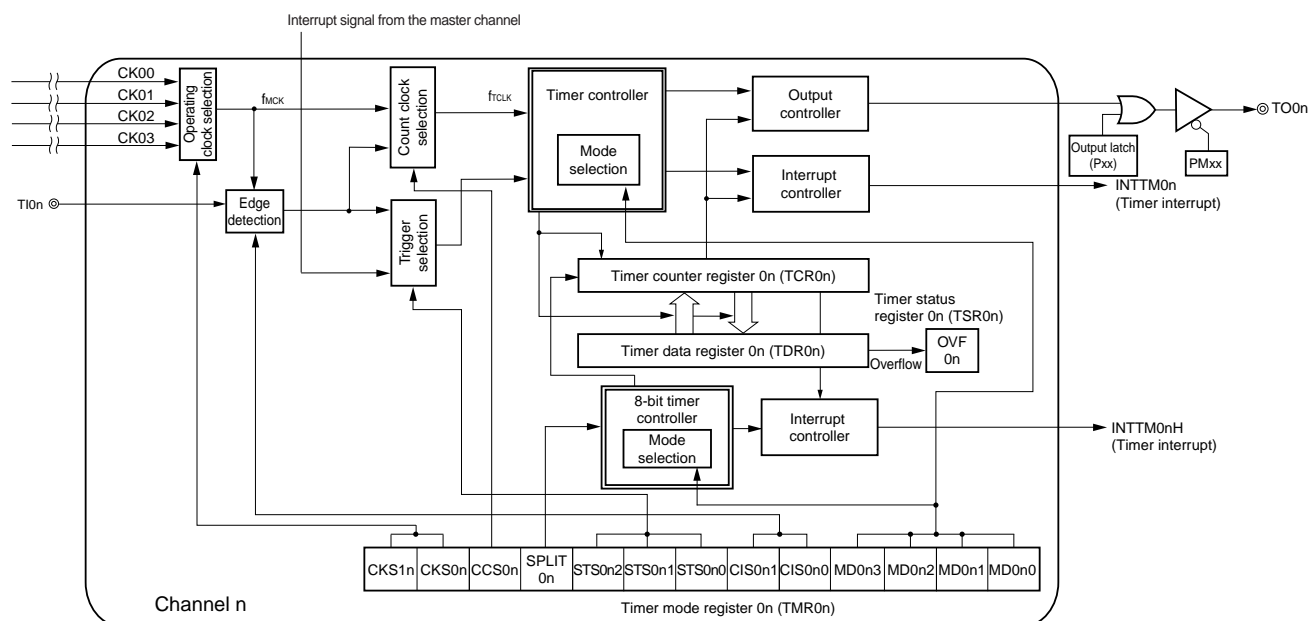 Interrupt signal from the master channel
CK00
CK01
CK02
CK03
Operating
clock selection
fMCK
Count clock
selection
fTCLK
Timer controller
Mode
selection
Output
controller
TO0n
Output latch
(Pxx)
PMxx
Interrupt
controller
INTTM0n
(Timer interrupt)
TI0n
Edge
detection
Trigger
selection
Timer counter register 0n (TCR0n)
Timer status
register 0n (TSR0n)
Timer data register 0n (TDR0n)
Overflow
OVF
0n
8-bit timer
controller
Mode
selection
Interrupt
controller
INTTM0nH
(Timer interrupt)
CKS1n
CKS0n
CCS0n
SPLIT
0n
STS0n2
STS0n1
STS0n0
CIS0n1
CIS0n0
MD0n3
MD0n2
MD0n1
MD0n0
Channel n
Timer mode register 0n (TMR0n)